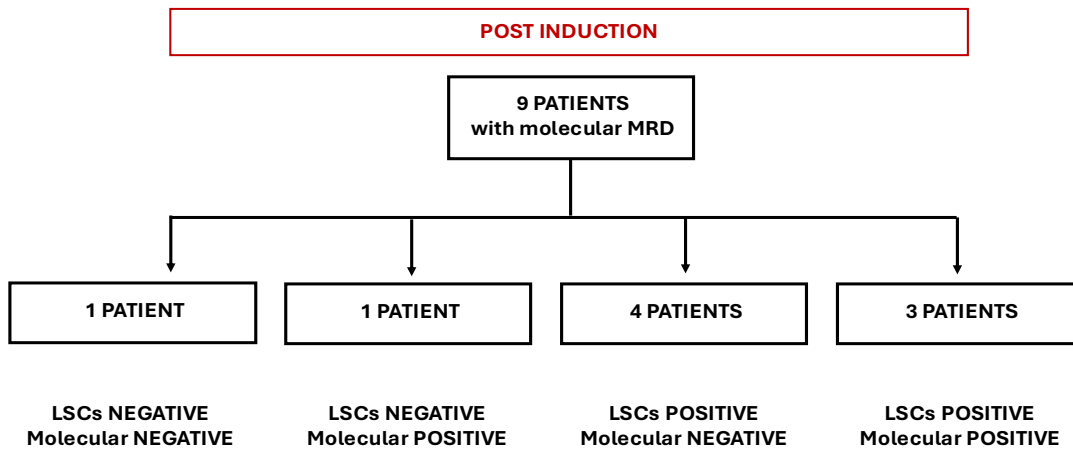 POST INDUCTION
9 PATIENTS
with molecular MRD
1 PATIENT
1 PATIENT
4 PATIENTS
3 PATIENTS
LSCs NEGATIVE
Molecular NEGATIVE
LSCs NEGATIVE
Molecular POSITIVE
LSCs POSITIVE
Molecular NEGATIVE
LSCs POSITIVE
Molecular POSITIVE